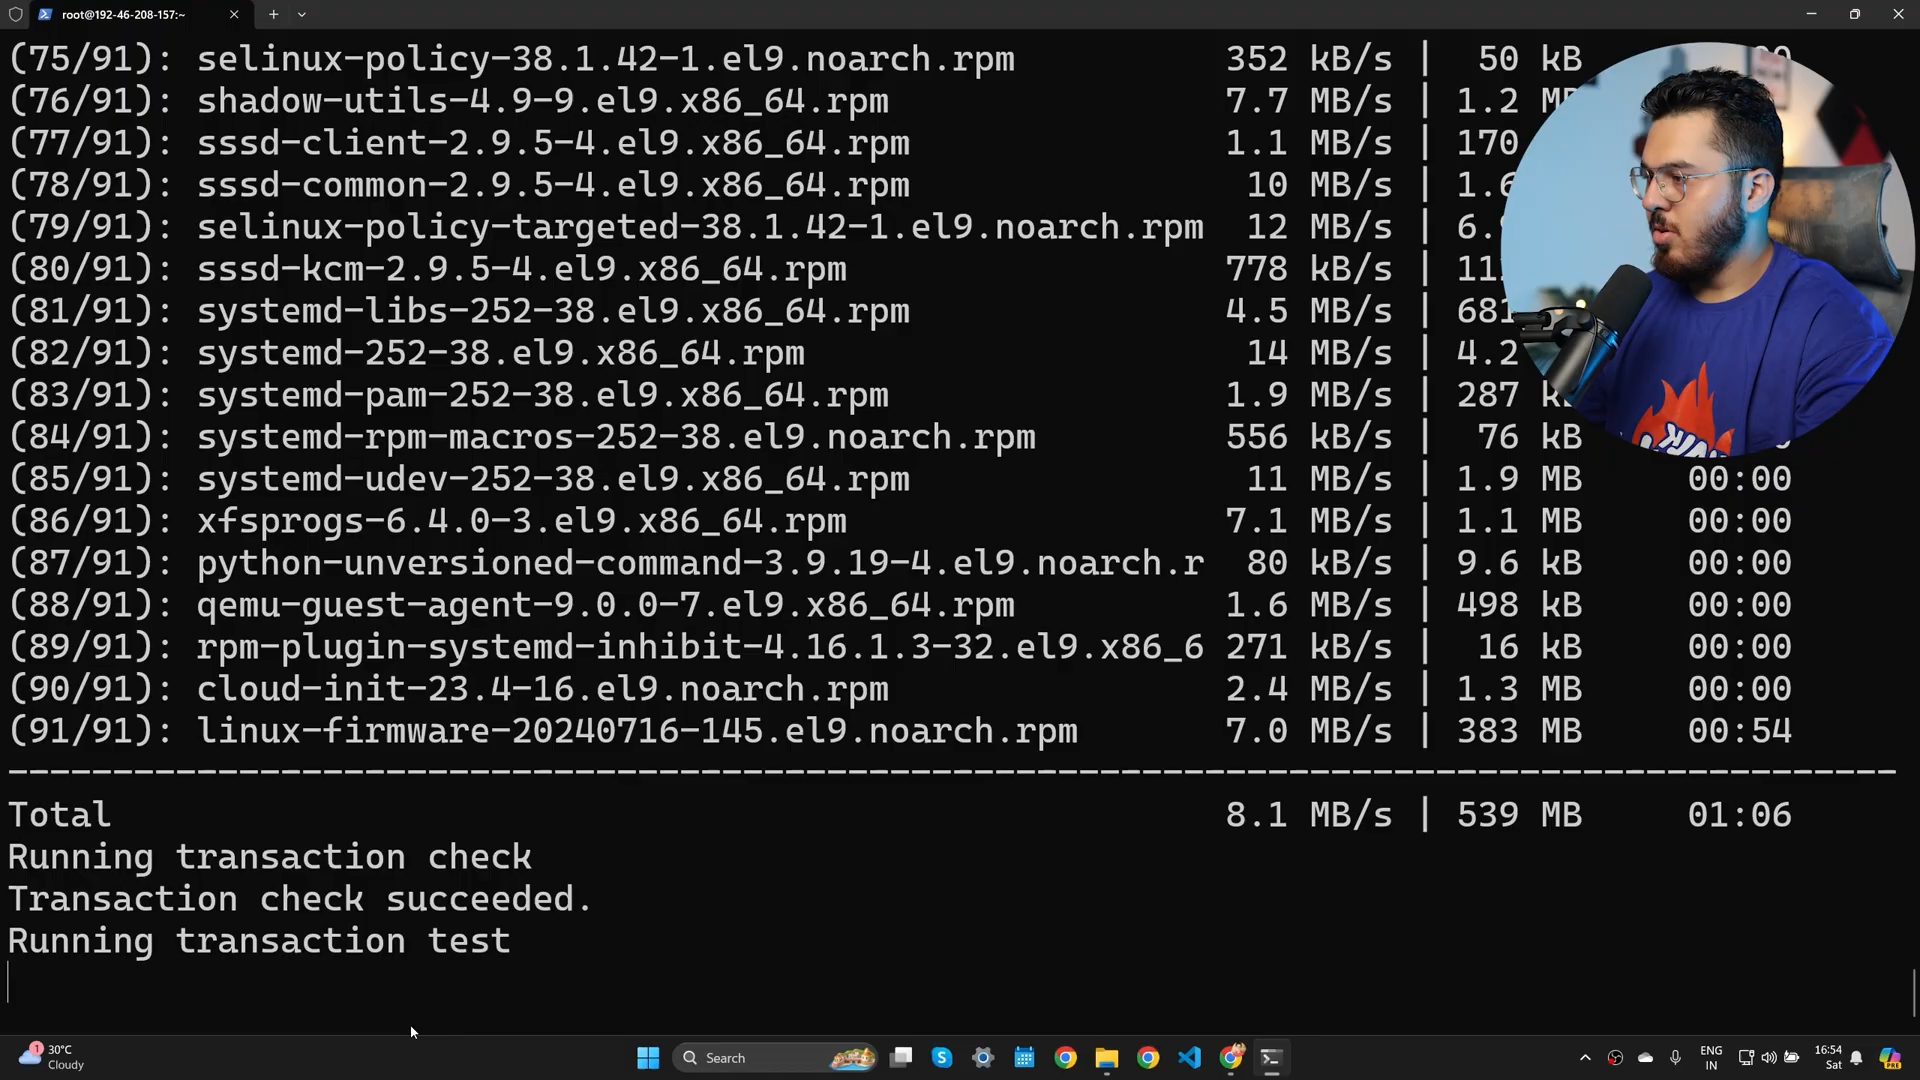 root@192-46-208-157:~
(75/91): selinux-policy-38.1.42-1.el9.noarch.rpm 352 kB/s | 50 kB
(76/91): shadow-utils-4.9-9.el9.x86_64.rpm 7.7 MB/s | 1.2
(77/91): sssd-client-2.9.5-4.el9.x86_64.rpm 1.1 MB/s | 170
(78/91): sssd-common-2.9.5-4.el9.x86_64.rpm 10 MB/s | 1.6
(79/91): selinux-policy-targeted-38.1.42-1.el9.noarch.rpm 12 MB/s |
(80/91): sssd-kcm-2.9.5-4.el9.x86_64.rpm 778 kB/s |
(81/91): systemd-libs-252-38.el9.x86_64.rpm 4.5 MB/s | 681
(82/91): systemd-252-38.el9.x86_64.rpm 14 MB/s | 4.2
(83/91): systemd-pam-252-38.el9.x86_64.rpm 1.9 MB/s | 287
(84/91): systemd-rpm-macros-252-38.el9.noarch.rpm 556 kB/s | 76 kB
(85/91): systemd-udev-252-38.el9.x86_64.rpm 11 MB/s | 1.9 MB 00:00
(86/91): xfsprogs-6.4.0-3.el9.x86_64.rpm 7.1 MB/s | 1.1 MB 00:00
(87/91): python-unversioned-command-3.9.19-4.el9.noarch.r 80 kB/s | 9.6 kB 00:00
(88/91): qemu-guest-agent-9.0.0-7.el9.x86_64.rpm 1.6 MB/s | 498 kB 00:00
(89/91): rpm-plugin-systemd-inhibit-4.16.1.3-32.el9.x86_6 271 kB/s | 16 kB 00:00
(90/91): cloud-init-23.4-16.el9.noarch.rpm 2.4 MB/s | 1.3 MB 00:00
(91/91): linux-firmware-20240716-145.el9.noarch.rpm 7.0 MB/s | 383 MB 00:54
--------------------------------------------------------------------------------
Total 8.1 MB/s | 539 MB 01:06
Running transaction check
Transaction check succeeded.
Running transaction test
1
30°C
Cloudy
Search
ENG
IN
16:54
Sat
PRE